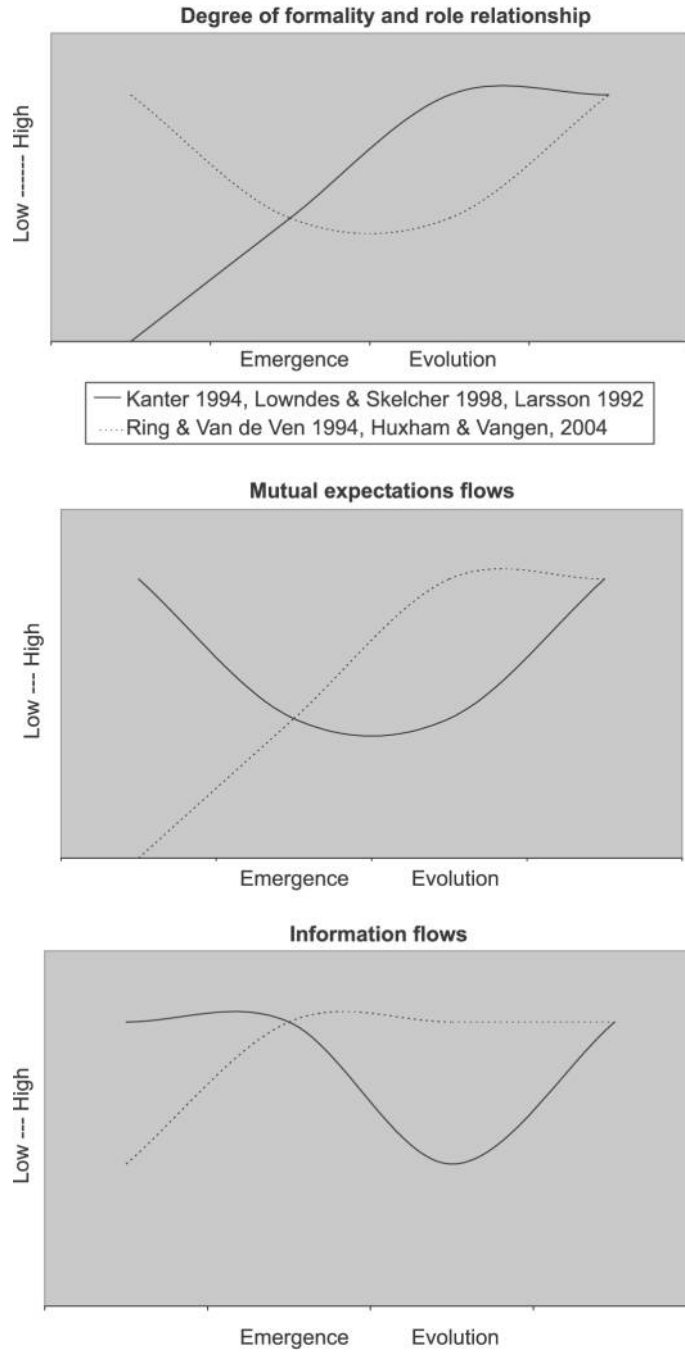 Degree of formality and role relationship
Low ------ High
Emergence Evolution
Kanter 1994, Lowndes & Skelcher 1998, Larsson 1992
Ring & Van de Ven 1994, Huxham & Vangen, 2004
Mutual expectations flows
Low --- High
Emergence Evolution
Information flows
Low --- High
Emergence Evolution